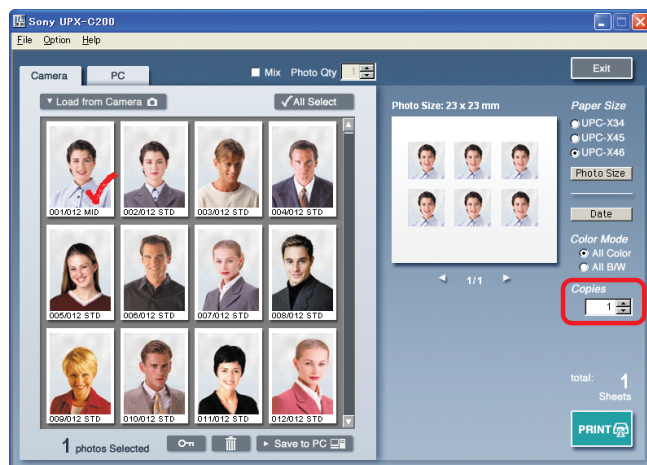 Sony UPX-C200
File Option Help
Camera PC Mix Photo Qty 1 Exit
Load from Camera All Select
001/012 MID 002/012 STD 003/012 STD 004/012 STD
005/012 STD 006/012 STD 007/012 STD 008/012 STD
009/012 STD 010/012 STD 011/012 STD 012/012 STD
1 photos Selected Save to PC
Photo Size: 23 x 23 mm
1/1
Paper Size
UPC-X34
UPC-X45
UPC-X46
Photo Size
Date
Color Mode
All Color
All B/W
Copies
1
total: 1
Sheets
PRINT